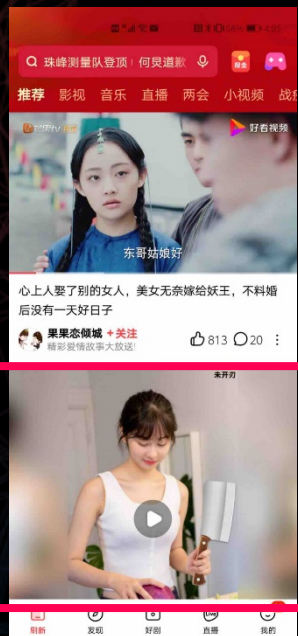 珠峰测量队登顶 | 何炅道歉
推荐 影视 音乐 直播 两会 小视频
好看视频
东哥姑娘好
心上人娶了别的女人，美女无奈嫁给妖王，不料婚
后没有一天好日子
果果恋倾城 +关注
精彩爱情故事大放送!
813 20
未开刃
刷新 发现 好剧 直播 我的